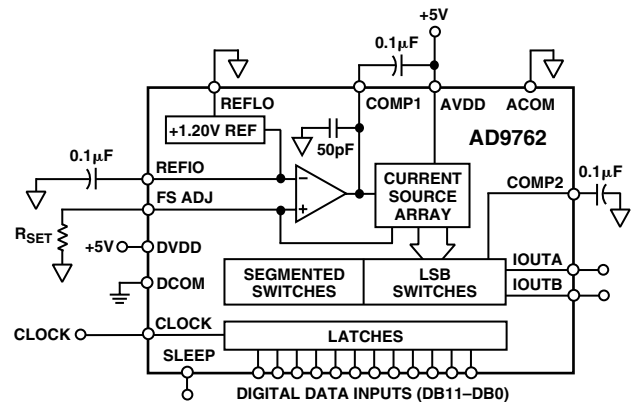 +5V
0.1μF
REFLO
COMP1
AVDD
ACOM
+1.20V REF
50pF
AD9762
0.1μF
REFIO
FS ADJ
CURRENT
SOURCE
ARRAY
COMP2
0.1μF
RSET
+5V
DVDD
DCOM
SEGMENTED
SWITCHES
LSB
SWITCHES
IOUTA
IOUTB
CLOCK
CLOCK
LATCHES
SLEEP
DIGITAL DATA INPUTS (DB11–DB0)